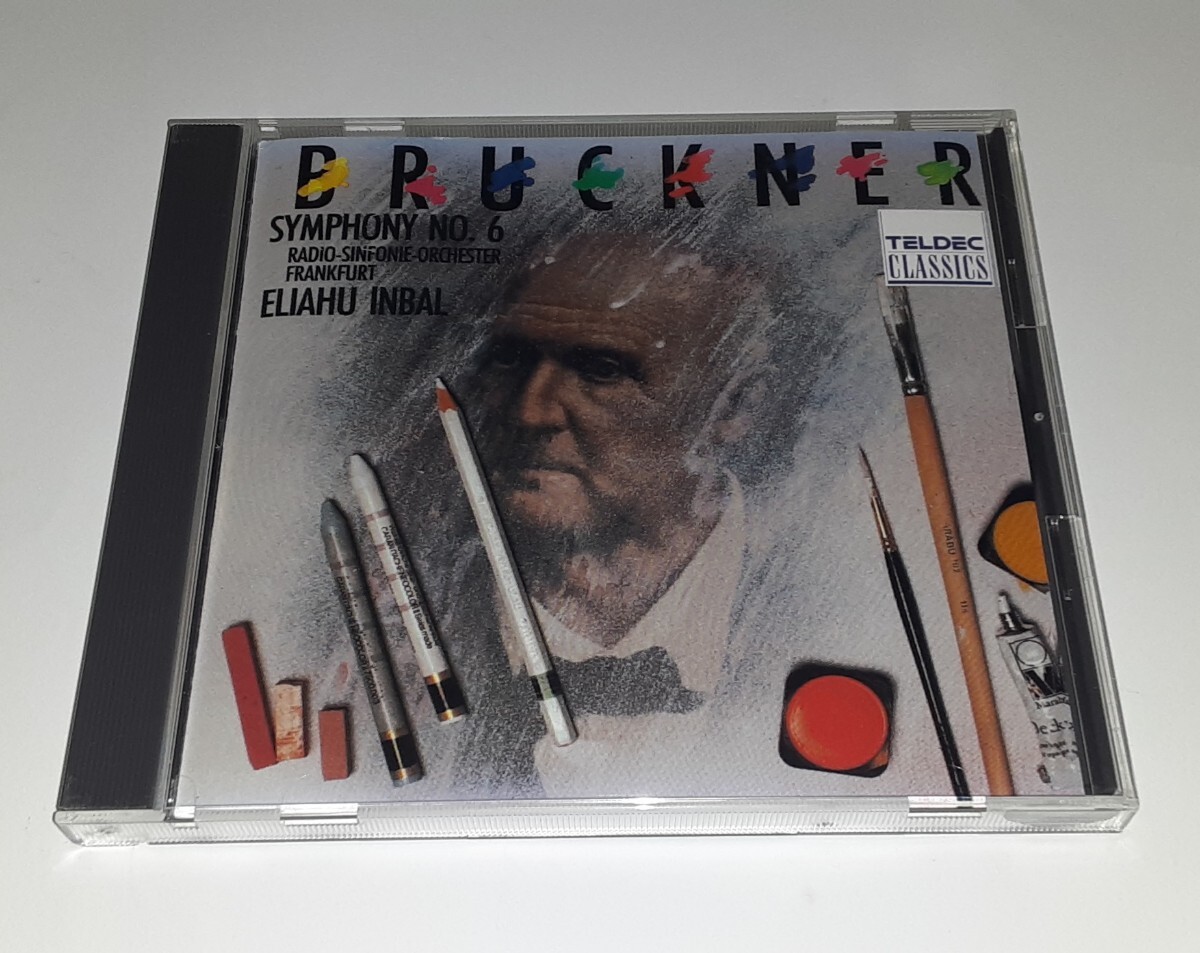 BRUCKNER
SYMPHONY NO. 6
RADIO-SINFONIE-ORCHESTER
FRANKFURT
ELIAHU INBAL
TELDEC
CLASSICS